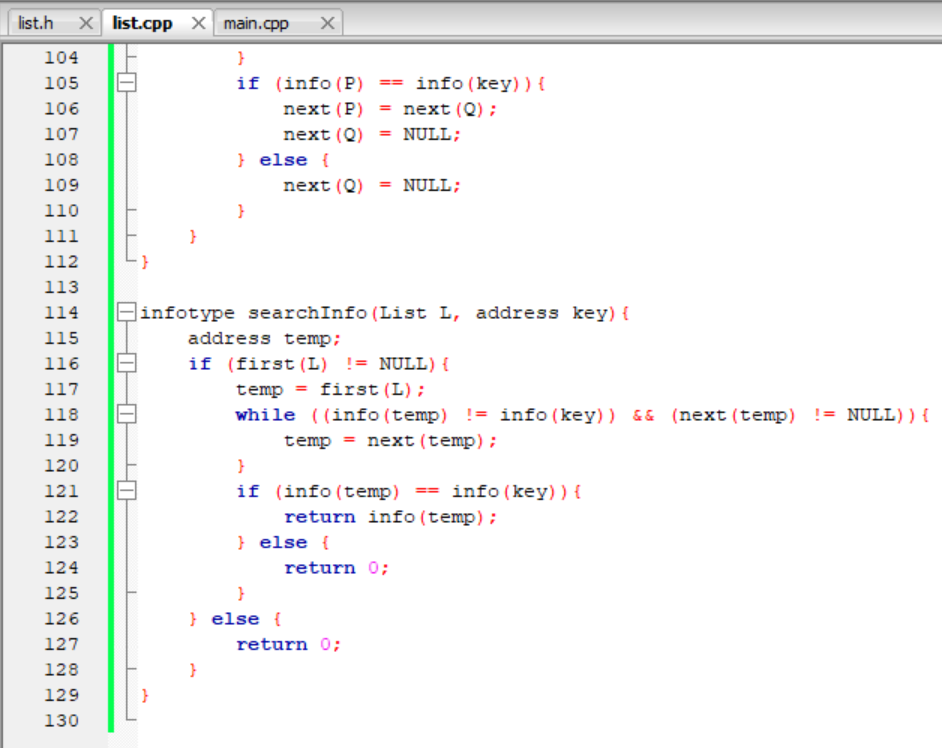 list.h × list.cpp × main.cpp ×
104 }
105 if (info(P) == info(key)){
106 next(P) = next(Q);
107 next(Q) = NULL;
108 } else {
109 next(Q) = NULL;
110 }
111 }
112 }
113
114 infotype searchInfo(List L, address key){
115 address temp;
116 if (first(L) != NULL){
117 temp = first(L);
118 while ((info(temp) != info(key)) && (next(temp) != NULL)){
119 temp = next(temp);
120 }
121 if (info(temp) == info(key)){
122 return info(temp);
123 } else {
124 return 0;
125 }
126 } else {
127 return 0;
128 }
129 }
130